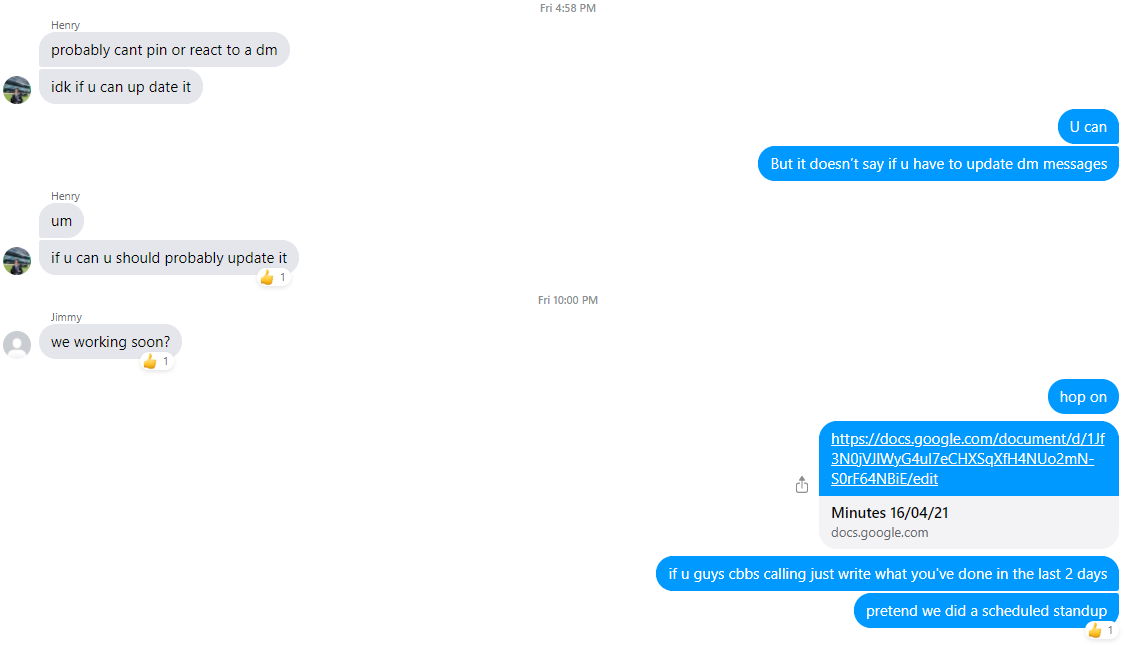 Fri 4:58 PM
Henry
probably cant pin or react to a dm
idk if u can up date it
U can
But it doesn't say if u have to update dm messages
Henry
um
if u can u should probably update it
1
Fri 10:00 PM
Jimmy
we working soon?
1
hop on
https://docs.google.com/document/d/1Jf
3N0jVJIWyG4uI7eCHXSqXfH4NUo2mN-
S0rF64NBiE/edit
Minutes 16/04/21
docs.google.com
if u guys cbbs calling just write what you've done in the last 2 days
pretend we did a scheduled standup
1